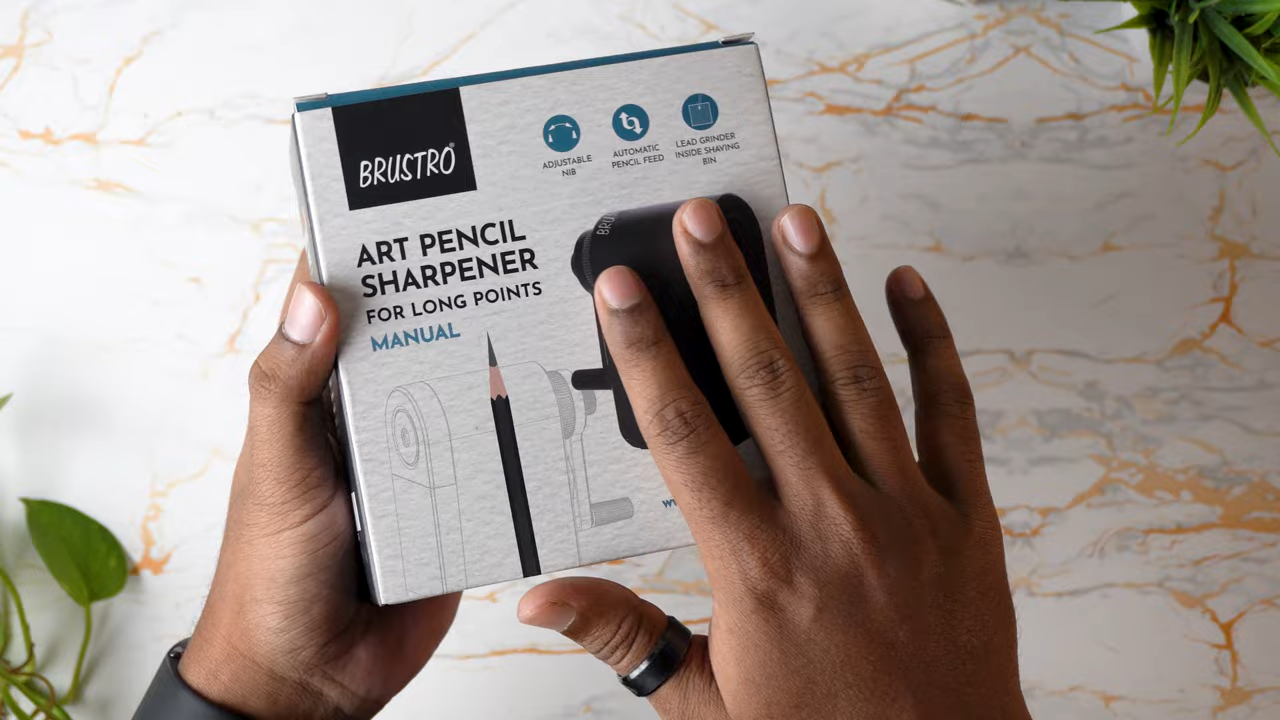 BRUSTRO®
ADJUSTABLE
NIB
AUTOMATIC
PENCIL FEED
LEAD GRINDER
INSIDE SHAVING
BIN
ART PENCIL
SHARPENER
FOR LONG POINTS
MANUAL